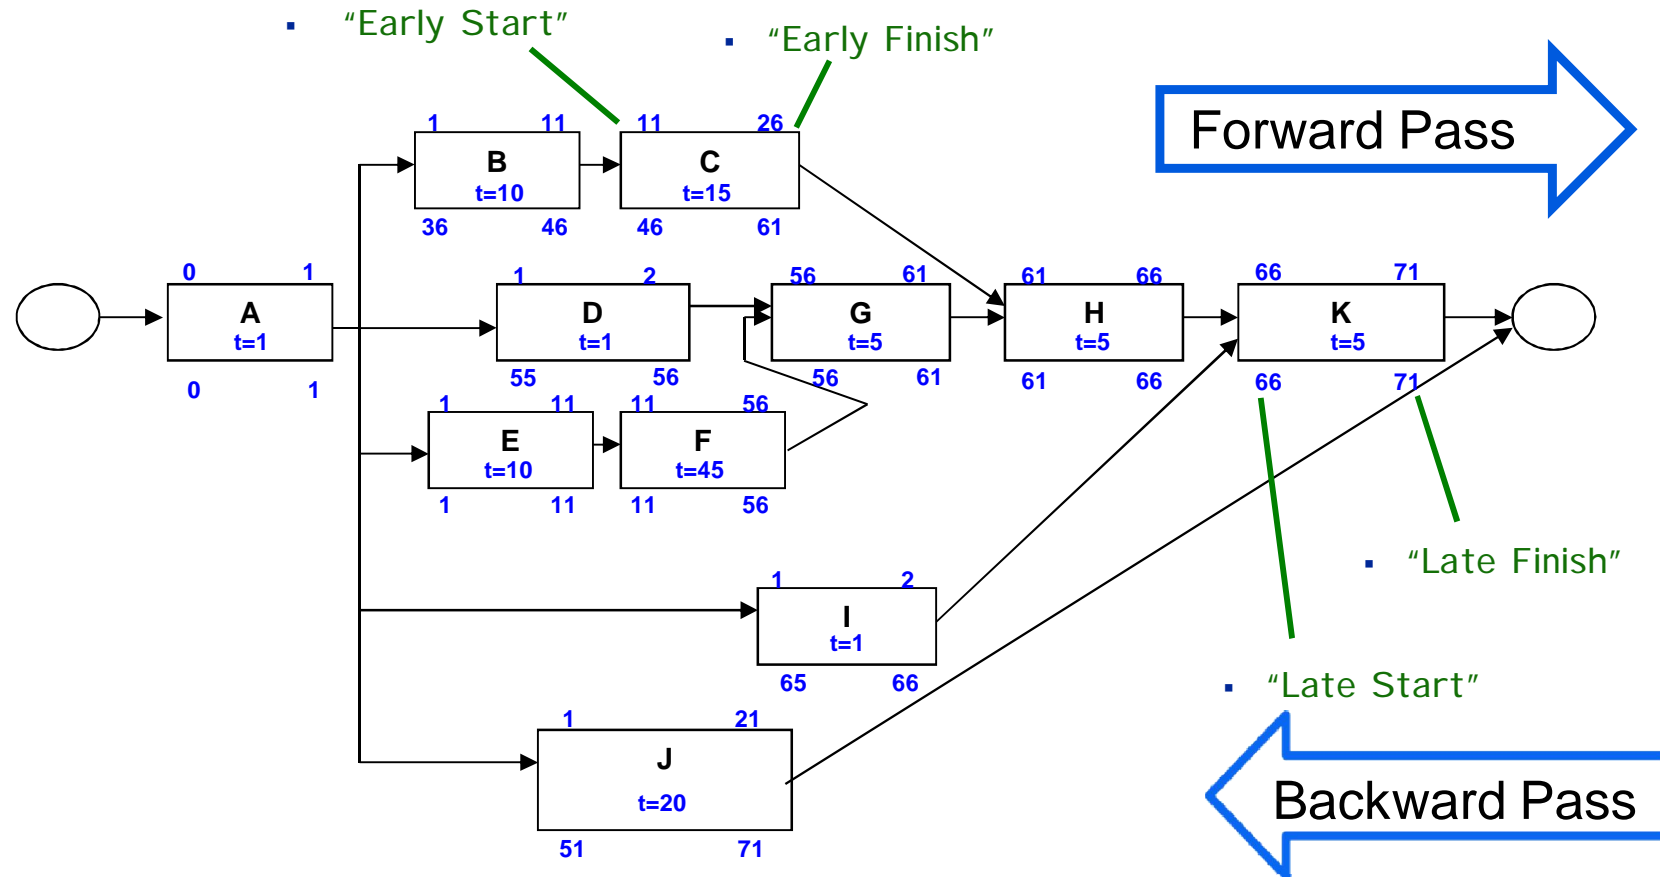 ▪ “Early Start”
▪ “Early Finish”
Forward Pass
1 11
B
t=10
36 46
11 26
C
t=15
46 61
0 1
A
t=1
0 1
1 2
D
t=1
55 56
56 61
G
t=5
56 61
61 66
H
t=5
61 66
66 71
K
t=5
66 71
1 11
E
t=10
1 11
11 56
F
t=45
11 56
▪ “Late Finish”
1 2
I
t=1
65 66
▪ “Late Start”
1 21
J
t=20
51 71
Backward Pass